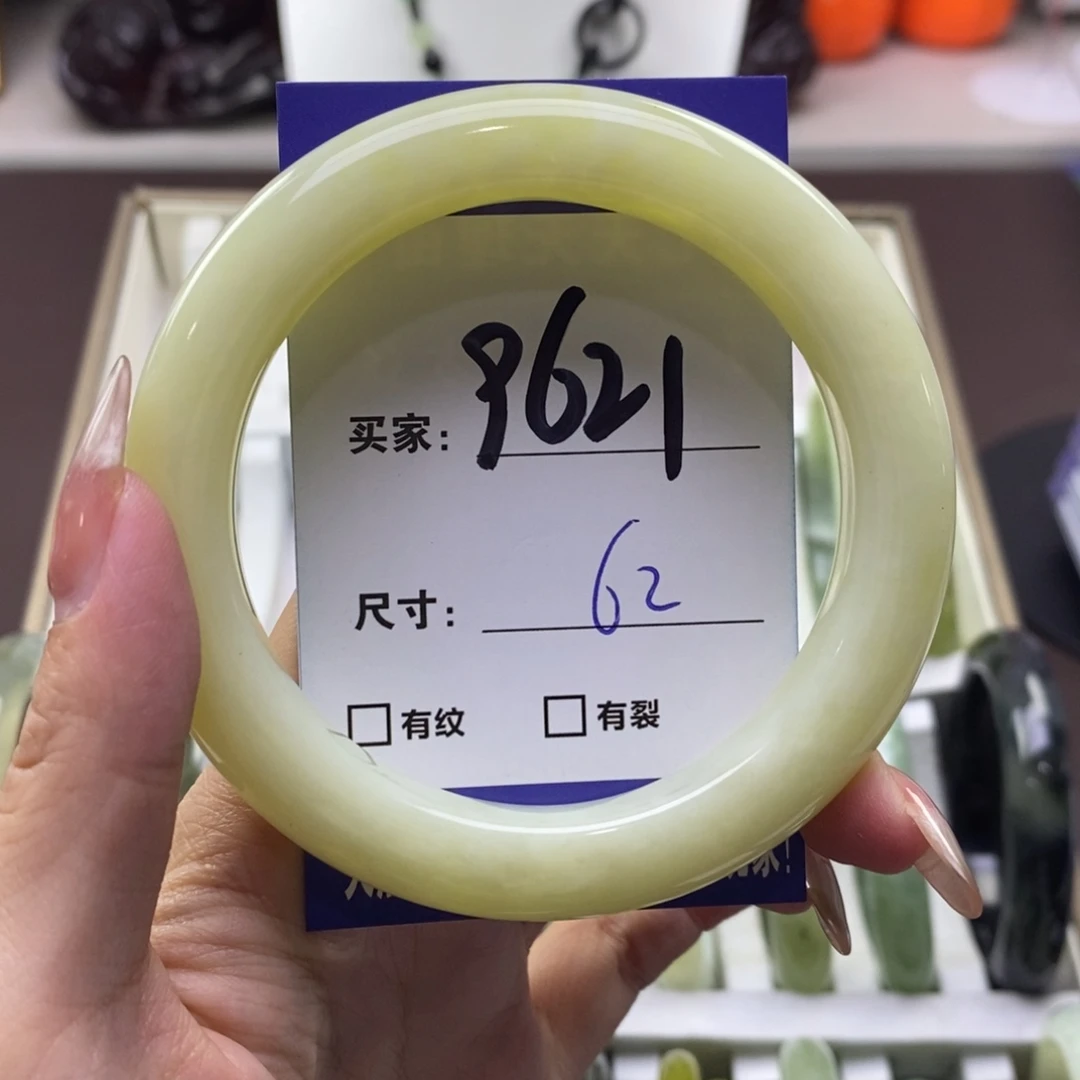 买家: 9621
尺寸: 62
□ 有纹 □ 有裂